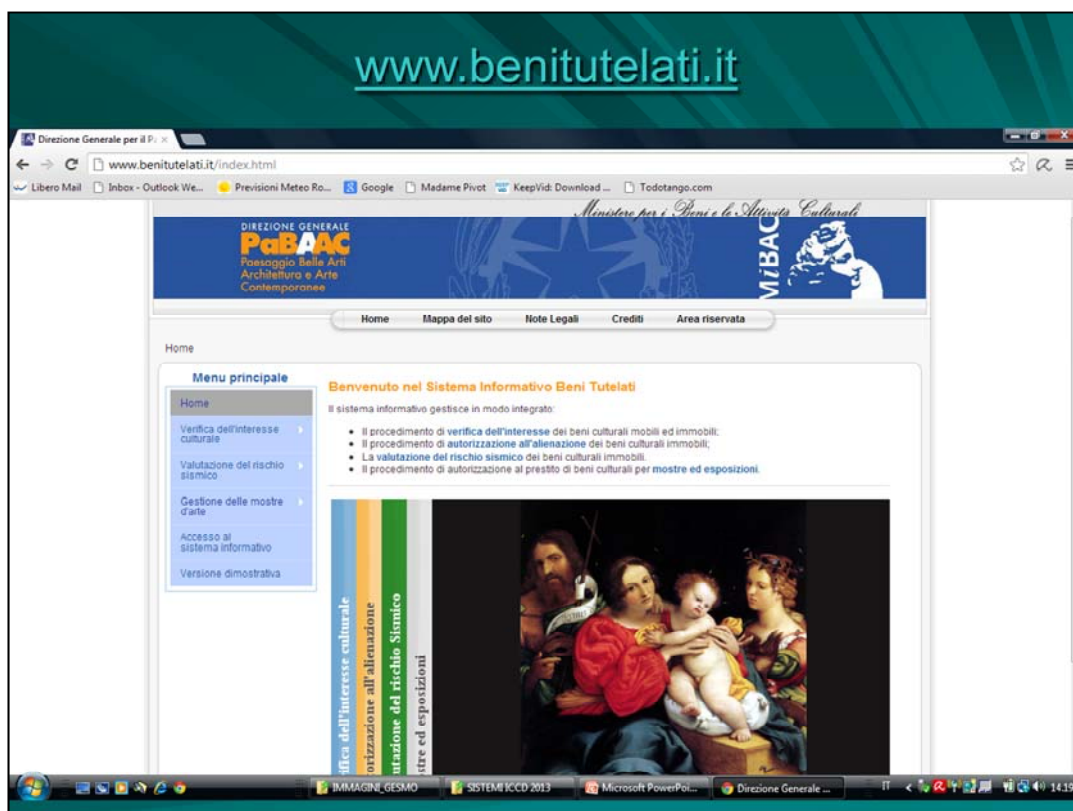 www.benitutelati.it
Direzione Generale per il Pa
www.benitutelati.it/index.html
Libero Mail
Inbox - Outlook We...
Previsioni Meteo Ro...
Google
Madame Pivot
KeepVid: Download ...
Todotango.com
Ministero per i Beni e le Attività Culturali
DIREZIONE GENERALE
PaBAAC
Paesaggio Belle Arti
Architettura e Arte
Contemporanee
MiBAC
Home
Mappa del sito
Note Legali
Crediti
Area riservata
Home
Menu principale
Home
Verifica dell'interesse
culturale
Valutazione del rischio
sismico
Gestione delle mostre
d'arte
Accesso al
sistema informativo
Versione dimostrativa
Benvenuto nel Sistema Informativo Beni Tutelati
Il sistema informativo gestisce in modo integrato:
Il procedimento di verifica dell'interesse dei beni culturali mobili ed immobili;
Il procedimento di autorizzazione all'alienazione dei beni culturali immobili;
La valutazione del rischio sismico dei beni culturali immobili.
Il procedimento di autorizzazione al prestito di beni culturali per mostre ed esposizioni.
ifica dell'interesse culturale
orizzazione all'alienazione
utazione del rischio Sismico
stre ed esposizioni
IMMAGINI_GESMO
SISTEMI ICCD 2013
Microsoft PowerPoi...
Direzione Generale ...
IT
14.19